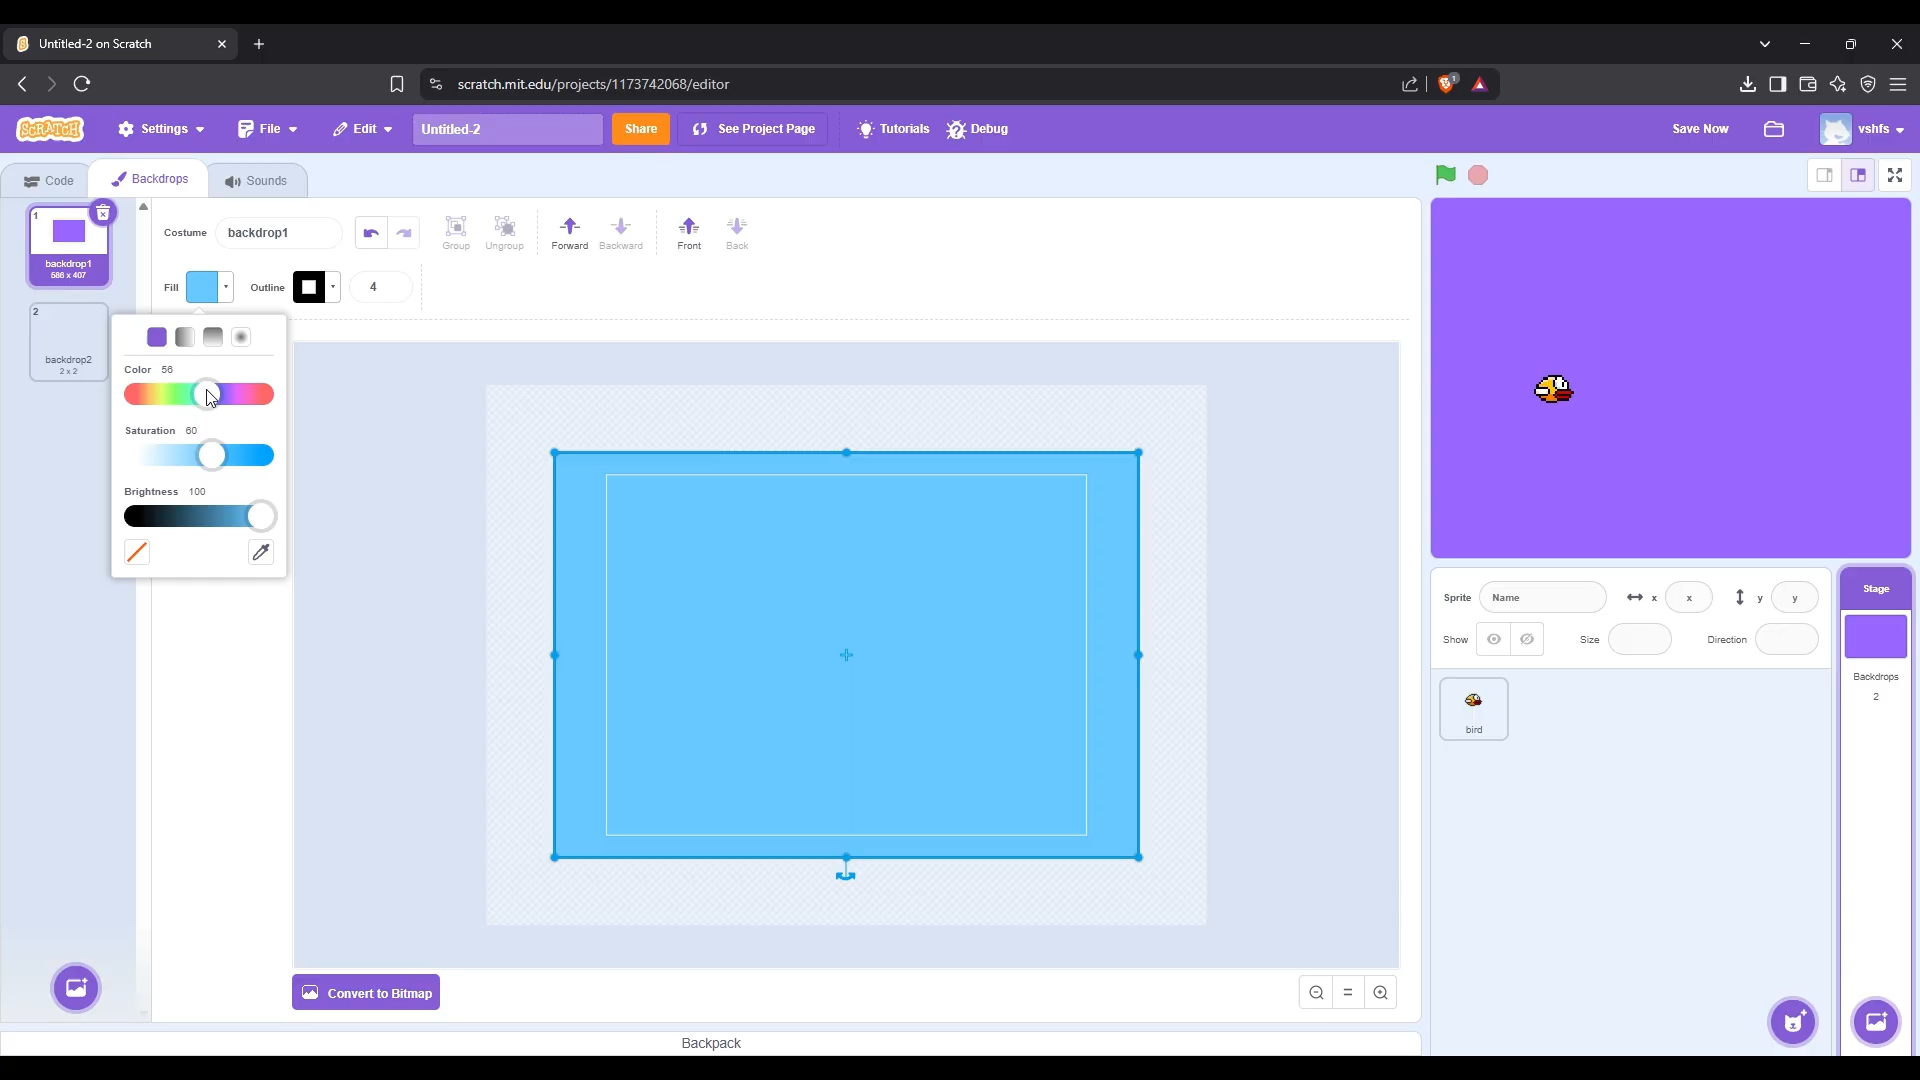 Untitled-2 on Scratch
scratch.mit.edu/projects/1173742068/editor
1
SCRATCH
Settings
File
Edit
Untitled-2
Share
See Project Page
Tutorials
Debug
Save Now
vshfs
Code
Backdrops
Sounds
1
backdrop1
586 x 407
2
backdrop2
2 x 2
Costume
backdrop1
Group
Ungroup
Forward
Backward
Front
Back
Fill
Outline
4
Color 56
Saturation 60
Brightness 100
Convert to Bitmap
Backpack
Sprite
Name
x
x
y
y
Show
Size
Direction
bird
Stage
Backdrops
2